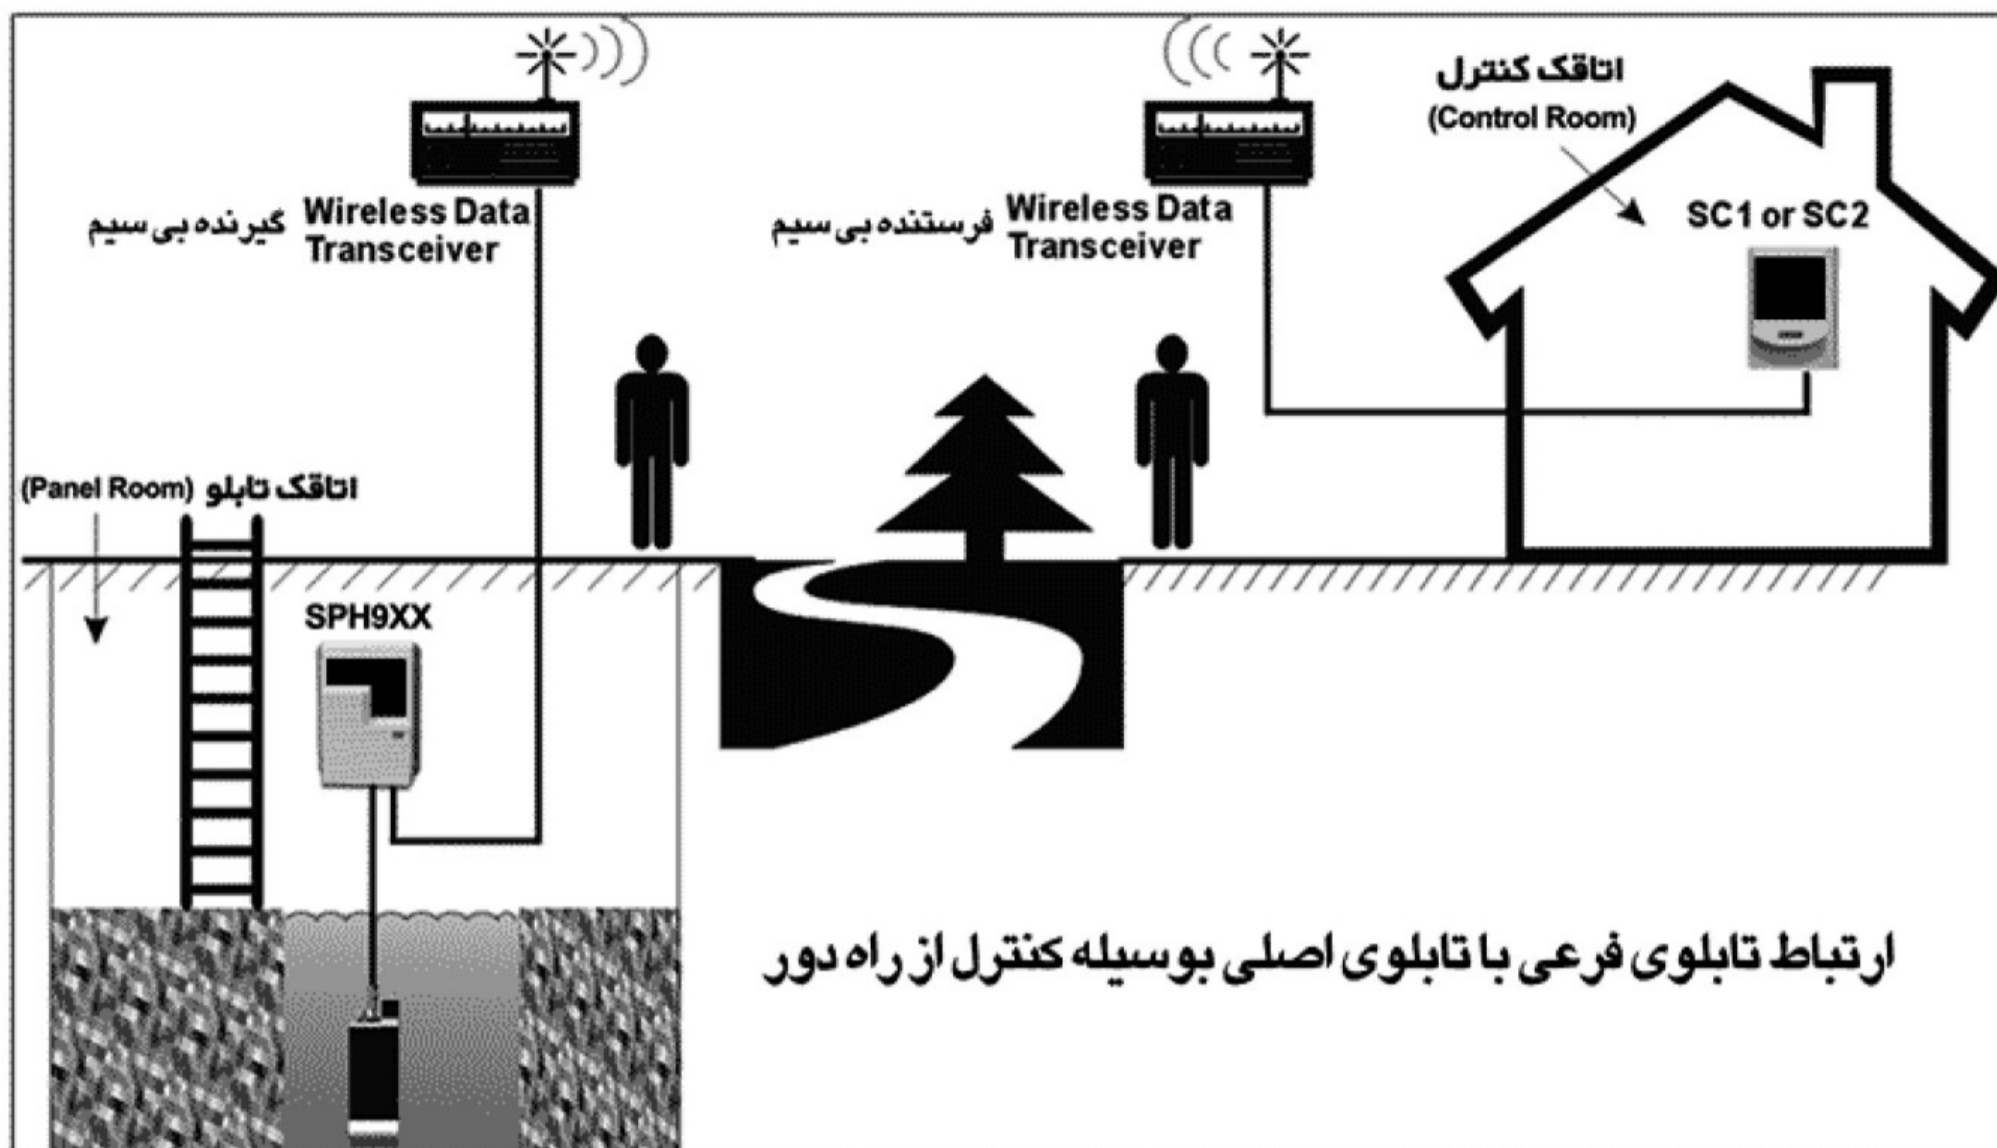 اتاقک کنترل
(Control Room)
SC1 or SC2
گیرنده بی سیم
Wireless Data
Transceiver
فرستنده بی سیم
Wireless Data
Transceiver
(Panel Room) اتاقک تابلو
SPH9XX
ارتباط تابلوی فرعی با تابلوی اصلی بوسیله کنترل از راه دور